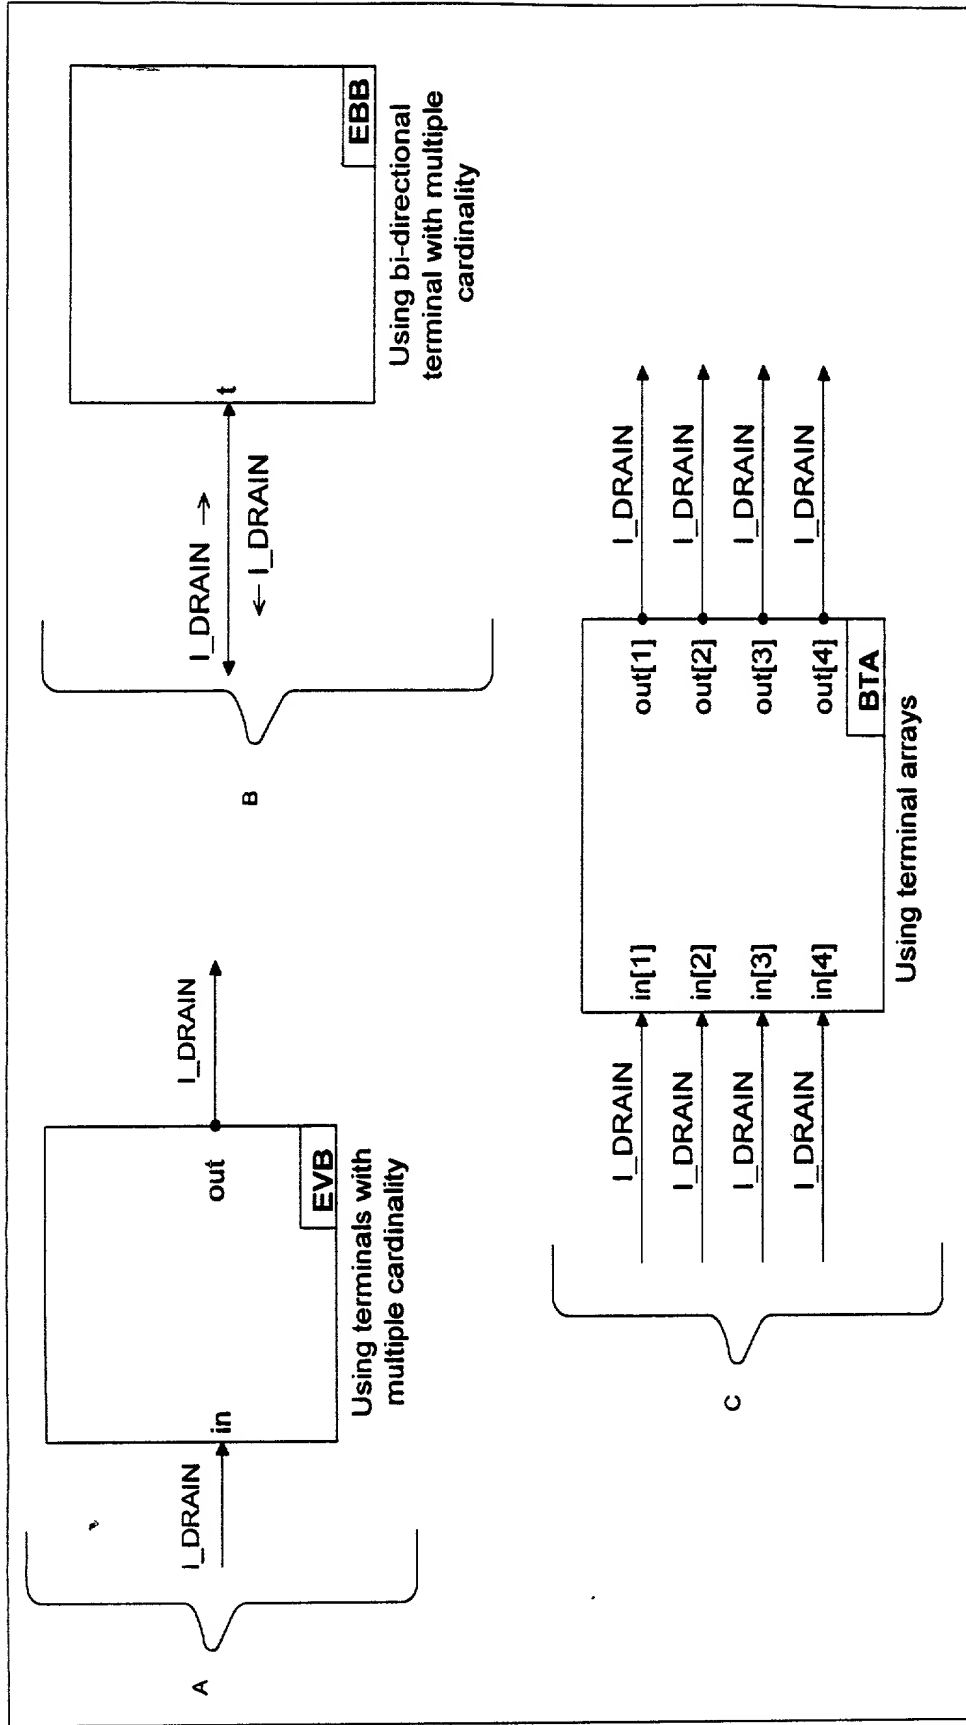 A
I_DRAIN
in
out
I_DRAIN
EVB
Using terminals with
multiple cardinality
B
I_DRAIN →
← I_DRAIN
t
EBB
Using bi-directional
terminal with multiple
cardinality
C
I_DRAIN
in[1]
out[1]
I_DRAIN
I_DRAIN
in[2]
out[2]
I_DRAIN
I_DRAIN
in[3]
out[3]
I_DRAIN
I_DRAIN
in[4]
out[4]
I_DRAIN
BTA
Using terminal arrays